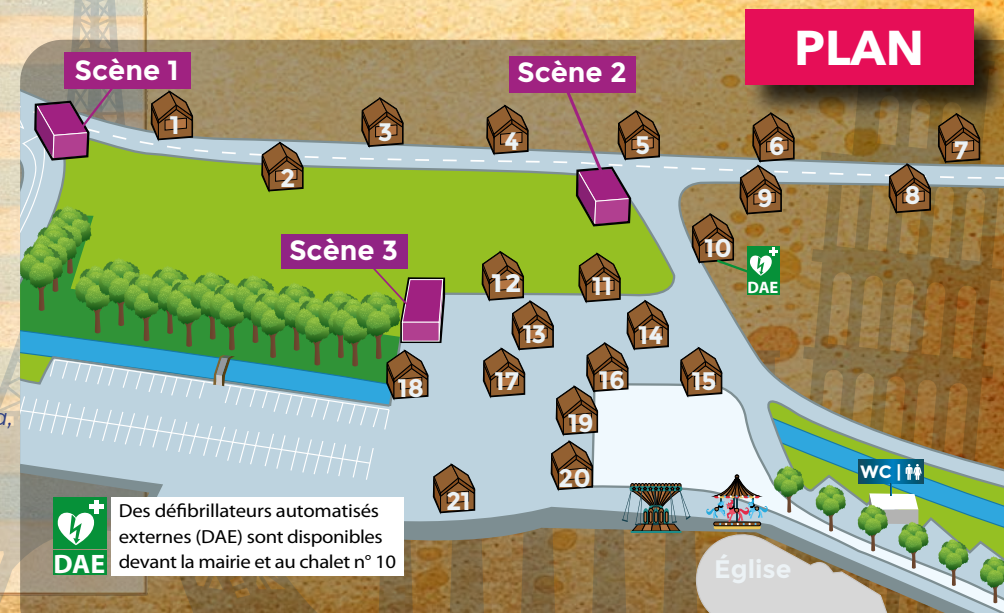 PLAN
Scène 1
Scène 2
1
3
4
5
6
7
2
9
8
10
DAE
Scène 3
12
11
13
14
18
17
16
15
19
a,
20
21
WC
Des défibrillateurs automatisés
externes (DAE) sont disponibles
devant la mairie et au chalet n° 10
DAE
Église